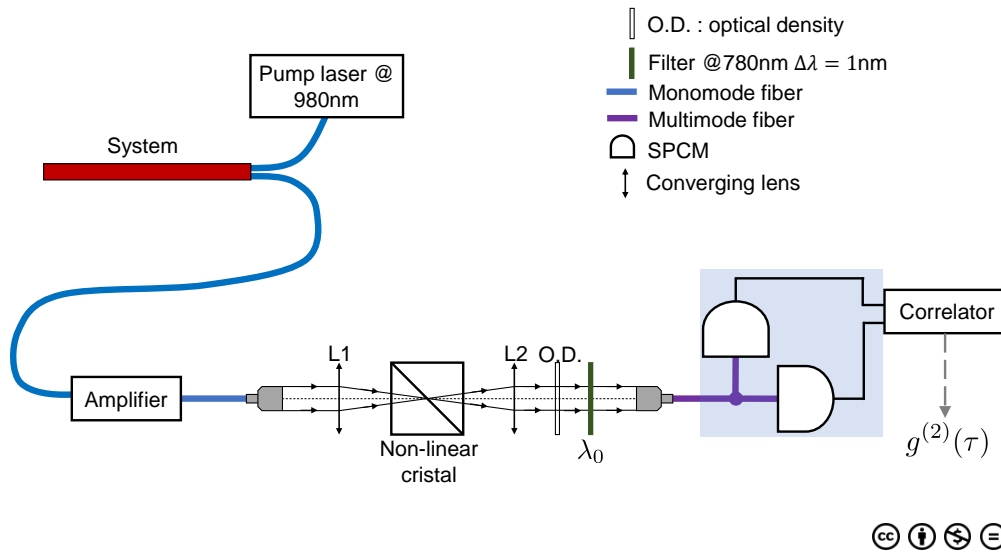 O.D. : optical density
Filter @780nm Δλ = 1nm
Monomode fiber
Multimode fiber
SPCM
Converging lens
Pump laser @
980nm
System
Correlator
L1
L2
O.D.
Amplifier
Non-linear
cristal
λ₀
g⁽²⁾(τ)
cc